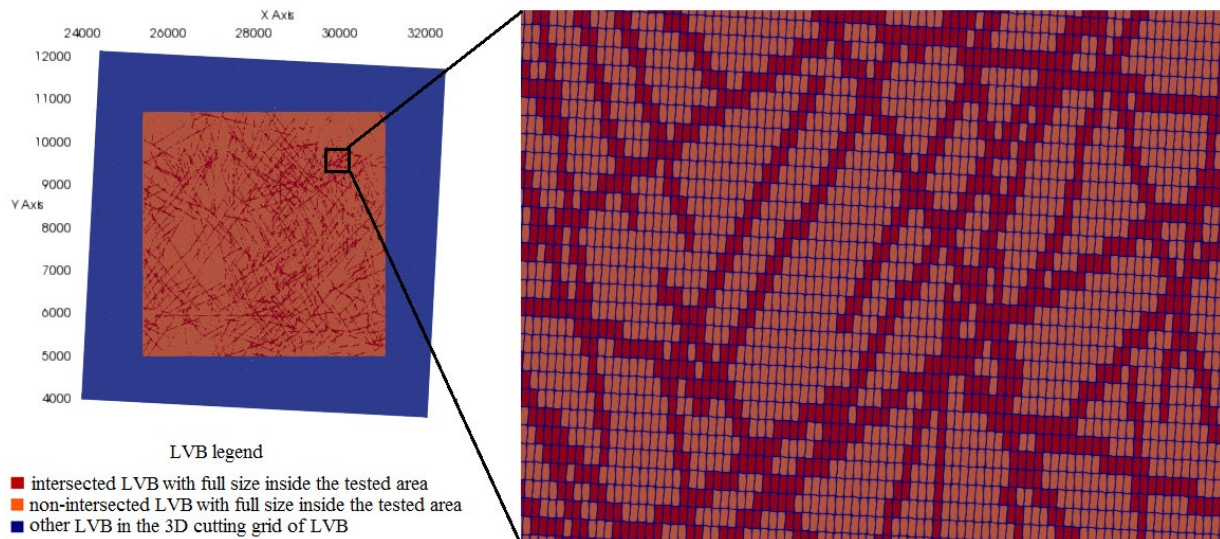 X Axis
24000 26000 28000 30000 32000
12000
11000
10000
9000
Y Axis
8000
7000
6000
5000
4000
LVB legend
intersected LVB with full size inside the tested area
non-intersected LVB with full size inside the tested area
other LVB in the 3D cutting grid of LVB